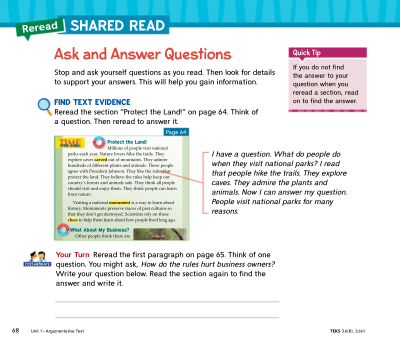 Reread SHARED READ
Ask and Answer Questions
Stop and ask yourself questions as you read. Then look for details
to support your answers. This will help you gain information.
Quick Tip
If you do not find
the answer to your
question when you
reread a section, read
on to find the answer.
FIND TEXT EVIDENCE
Reread the section "Protect the Land!" on page 64. Think of
a question. Then reread to answer it.
Page 64
TIME
Protect the Land!
Millions of people visit national
parks each year. Nature lovers hike the trails. They
explore caves carved out of mountains. They admire
hundreds of different plants and animals. These people
agree with President Johnson. They like the rules that
protect the land. They believe the rules help keep our
country's forests and animals safe. They think all people
should visit and enjoy them. They think people can learn
from nature.
Visiting a national monument is a way to learn about
history. Monuments preserve traces of past cultures so
that they don't get destroyed. Scientists rely on these
clues to help them learn about how people lived long ago.
What About My Business?
Other people think there are
I have a question. What do people do
when they visit national parks? I read
that people hike the trails. They explore
caves. They admire the plants and
animals. Now I can answer my question.
People visit national parks for many
reasons.
COLLABORATE
Your Turn Reread the first paragraph on page 65. Think of one
question. You might ask, How do the rules hurt business owners?
Write your question below. Read the section again to find the
answer and write it.
68 Unit 1 • Argumentative Text